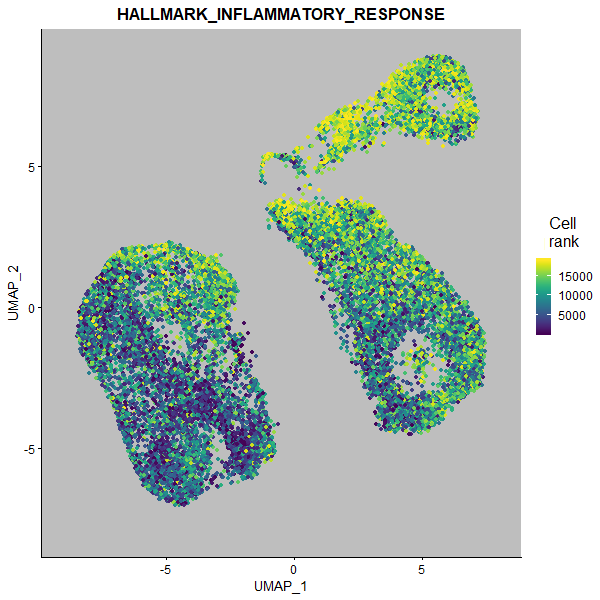 HALLMARK_INFLAMMATORY_RESPONSE
UMAP_2
5
0
-5
-5
0
5
UMAP_1
Cell
rank
15000
10000
5000